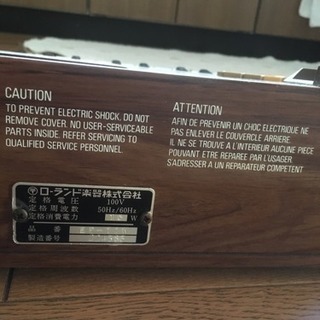 CAUTION
TO PREVENT ELECTRIC SHOCK, DO NOT
REMOVE COVER. NO USER-SERVICEABLE
PARTS INSIDE. REFER SERVICING TO
QUALIFIED SERVICE PERSONNEL.
ATTENTION
AFIN DE PREVENIR UN CHOC ELECTRIQUE NE
PAS ENLEVER LE COUVERCLE ARRIERE.
IL NE SE TROUVE A L'INTERIEUR AUCUNE PIECE
POUVANT ETRE REPAREE PAR L'USAGER
S'ADRESSER A UN REPARATEUR COMPETENT
ローランド楽器株式会社
定格電圧 100V
定格周波数 50Hz/60Hz
定格消費電力 W
品番
製造番号